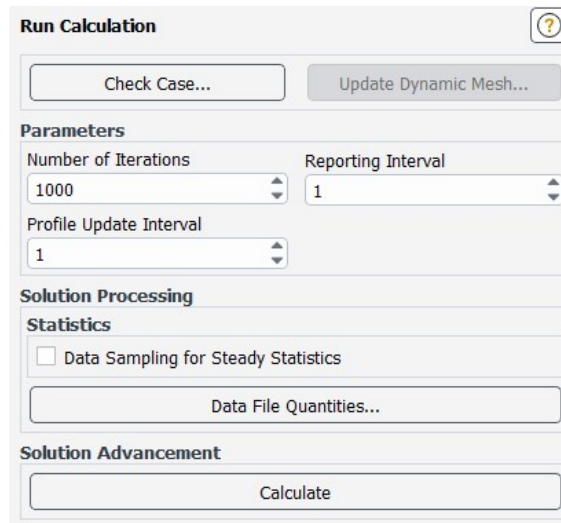 Run Calculation ?
Check Case... Update Dynamic Mesh...
Parameters
Number of Iterations Reporting Interval
1000 1
Profile Update Interval
1
Solution Processing
Statistics
Data Sampling for Steady Statistics
Data File Quantities...
Solution Advancement
Calculate